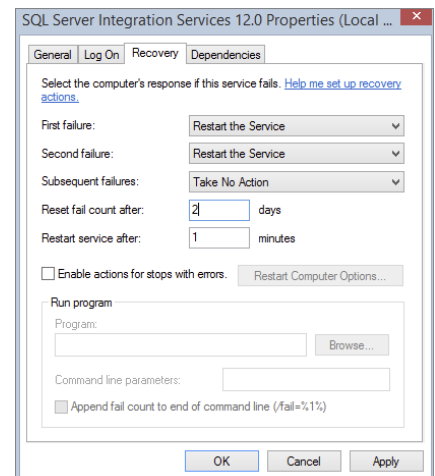 SQL Server Integration Services 12.0 Properties (Local ...
General Log On Recovery Dependencies
Select the computer's response if this service fails. Help me set up recovery
actions.
First failure: Restart the Service
Second failure: Restart the Service
Subsequent failures: Take No Action
Reset fail count after: 2 days
Restart service after: 1 minutes
Enable actions for stops with errors. Restart Computer Options...
Run program
Program:
Browse...
Command line parameters:
Append fail count to end of command line (/fail=%1%)
OK Cancel Apply